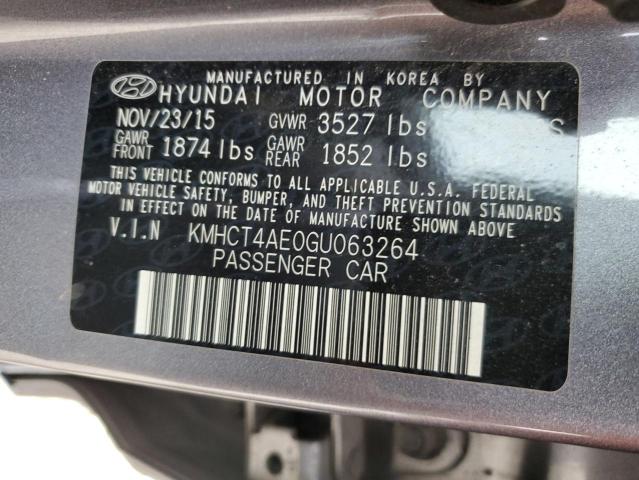 MANUFACTURED IN KOREA BY
HYUNDAI MOTOR COMPANY
NOV/23/15 GVWR 3527 lbs S
GAWR FRONT 1874 lbs GAWR REAR 1852 lbs
THIS VEHICLE CONFORMS TO ALL APPLICABLE U.S.A. FEDERAL
MOTOR VEHICLE SAFETY, BUMPER, AND THEFT PREVENTION STANDARDS
IN EFFECT ON THE DATE OF MANUFACTURE SHOWN ABOVE
V.I.N KMHCT4AE0GU063264
PASSENGER CAR